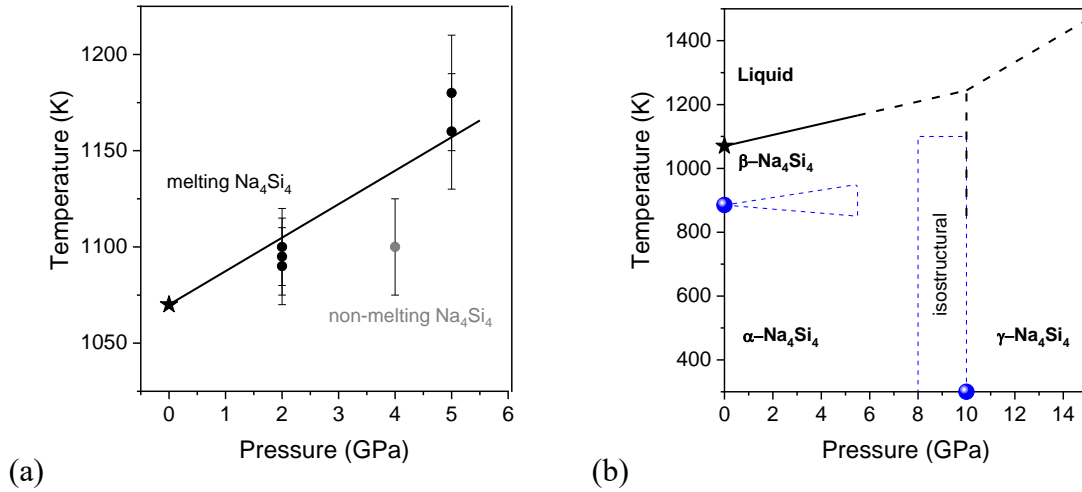 1200
1150
1100
1050
Temperature (K)
melting Na₄Si₄
non-melting Na₄Si₄
0 1 2 3 4 5 6
Pressure (GPa)
(a)
1400
1200
1000
800
600
400
Temperature (K)
Liquid
β–Na₄Si₄
isostructural
α–Na₄Si₄
γ–Na₄Si₄
0 2 4 6 8 10 12 14
Pressure (GPa)
(b)